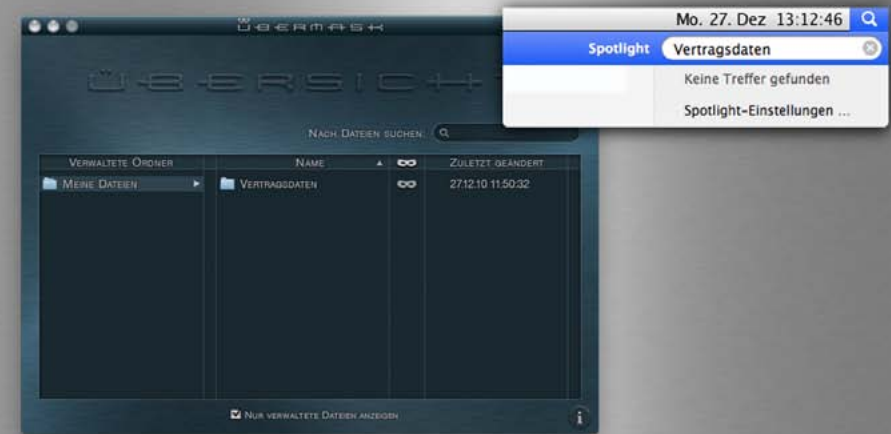 ÜBERMASK
Mo. 27. Dez 13:12:46
Spotlight Vertragsdaten
Keine Treffer gefunden
Spotlight-Einstellungen ...
ÜBERSICHT
NACH DATEIEN SUCHEN:
VERWALTETE ORDNER NAME ZULETZT GEÄNDERT
MEINE DATEIEN VERTRAGSDATEN 27.12.10 11:50:32
NUR VERWALTETE DATEIEN ANZEIGEN
i